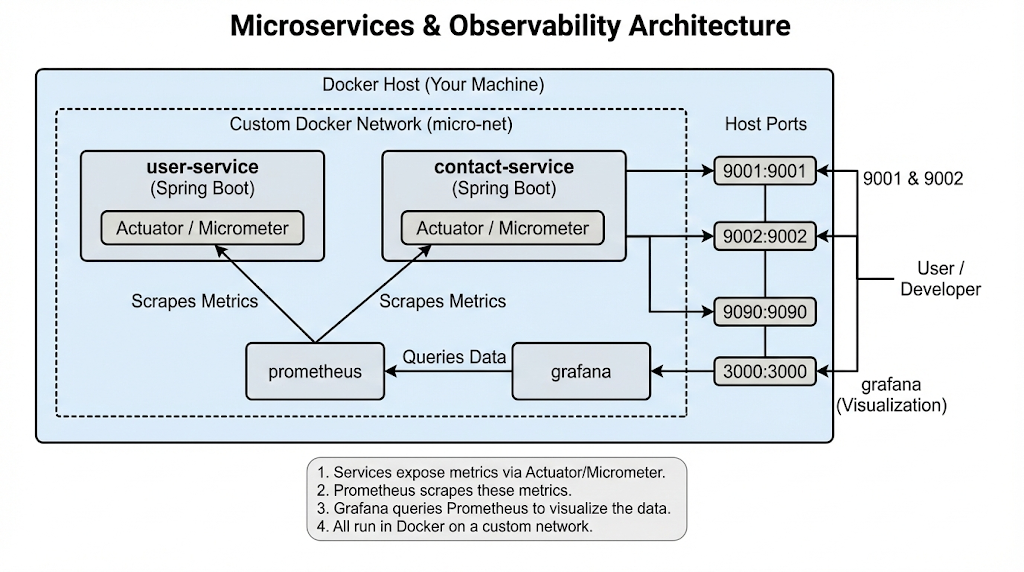 Microservices & Observability Architecture
Docker Host (Your Machine)
Custom Docker Network (micro-net)
Host Ports
user-service
(Spring Boot)
Actuator / Micrometer
contact-service
(Spring Boot)
Actuator / Micrometer
9001:9001
9001 & 9002
9002:9002
User /
Developer
Scrapes Metrics
Scrapes Metrics
9090:9090
prometheus
Queries Data
grafana
3000:3000
grafana
(Visualization)
1. Services expose metrics via Actuator/Micrometer.
2. Prometheus scrapes these metrics.
3. Grafana queries Prometheus to visualize the data.
4. All run in Docker on a custom network.